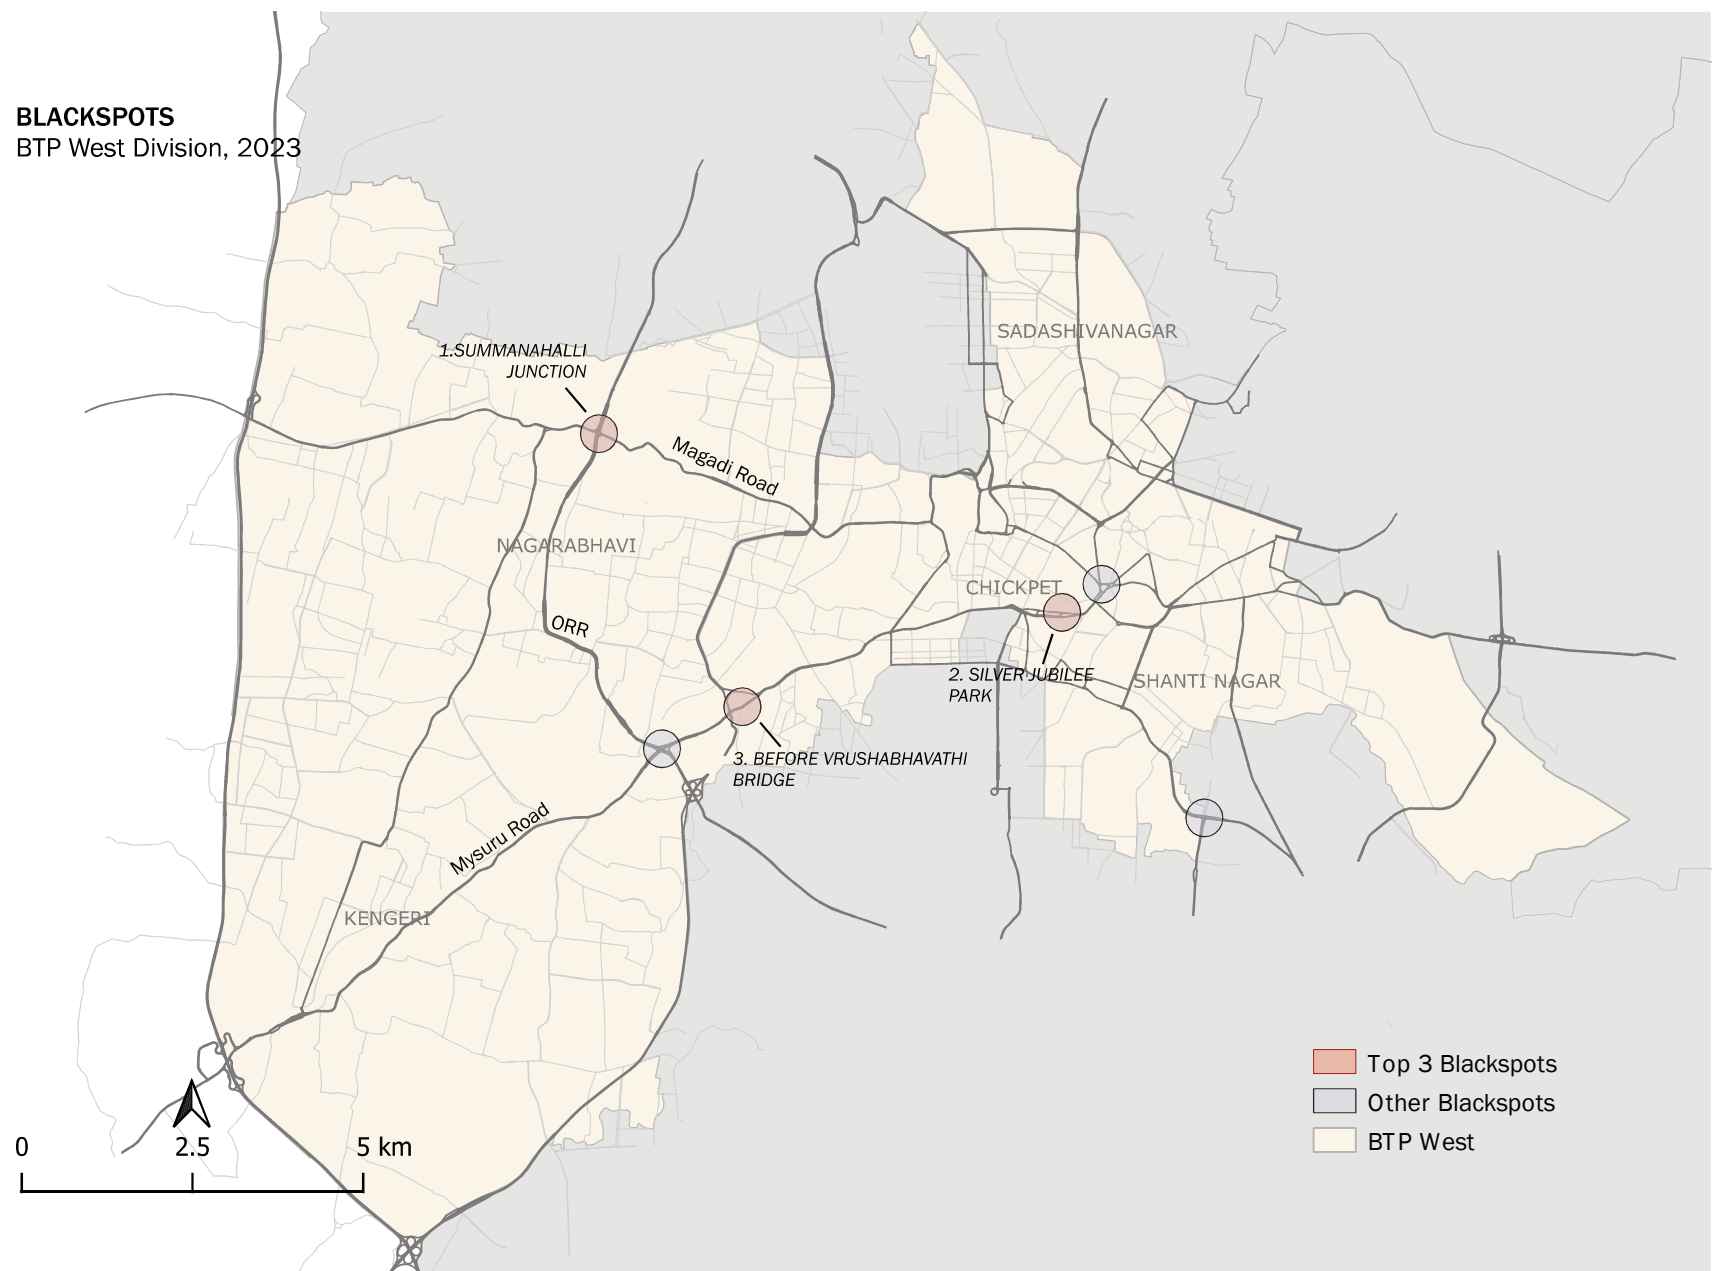 BLACKSPOTS
BTP West Division, 2023
SADASHIVANAGAR
1.SUMMANAHALLI
JUNCTION
Magadi Road
NAGARABHAVI
CHICKPET
ORR
2. SILVER JUBILEE
PARK
SHANTI NAGAR
3. BEFORE VRUSHABHAVATHI
BRIDGE
Mysuru Road
KENGERI
Top 3 Blackspots
Other Blackspots
BTP West
0 2.5 5 km